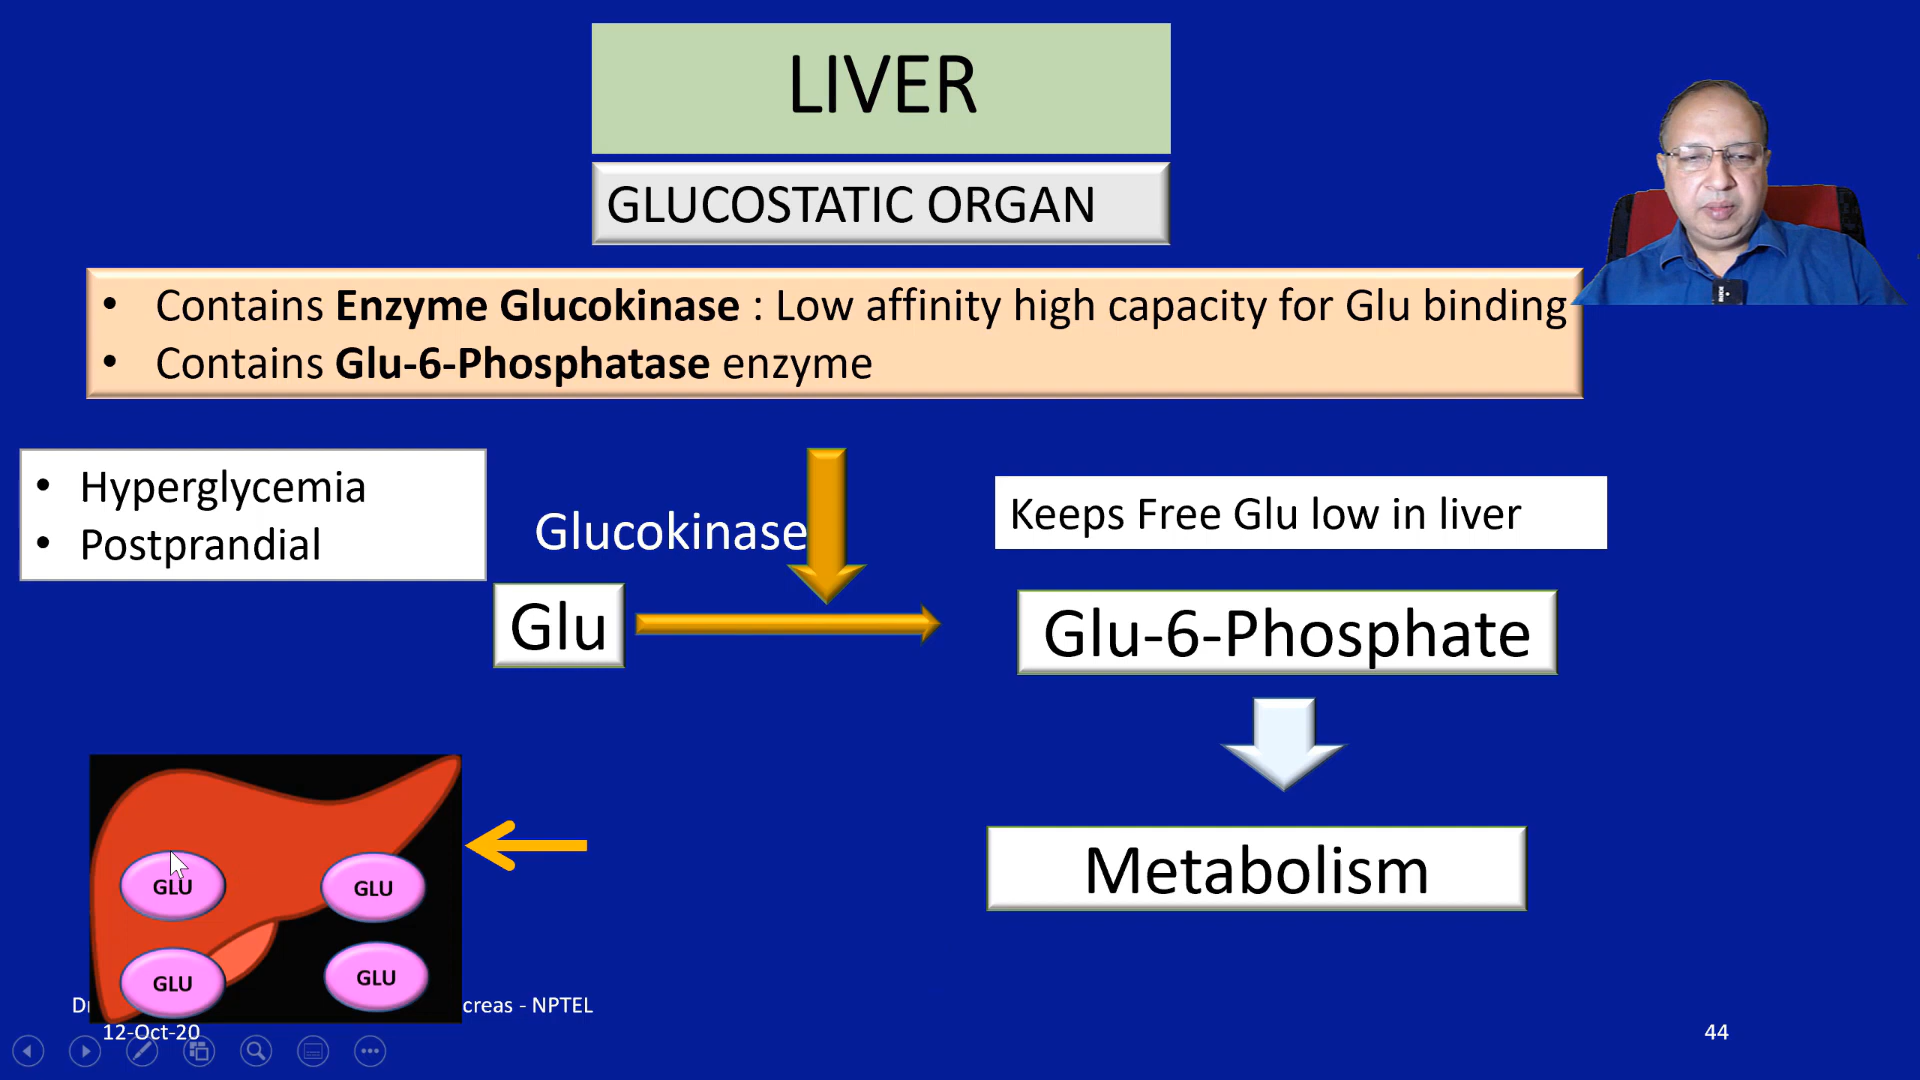 LIVER
GLUCOSTATIC ORGAN
• Contains Enzyme Glucokinase : Low affinity high capacity for Glu binding
• Contains Glu-6-Phosphatase enzyme
• Hyperglycemia
• Postprandial
Glucokinase
Keeps Free Glu low in liver
Glu
Glu-6-Phosphate
Metabolism
GLU
GLU
GLU
GLU
creas - NPTEL
12-Oct-20
44